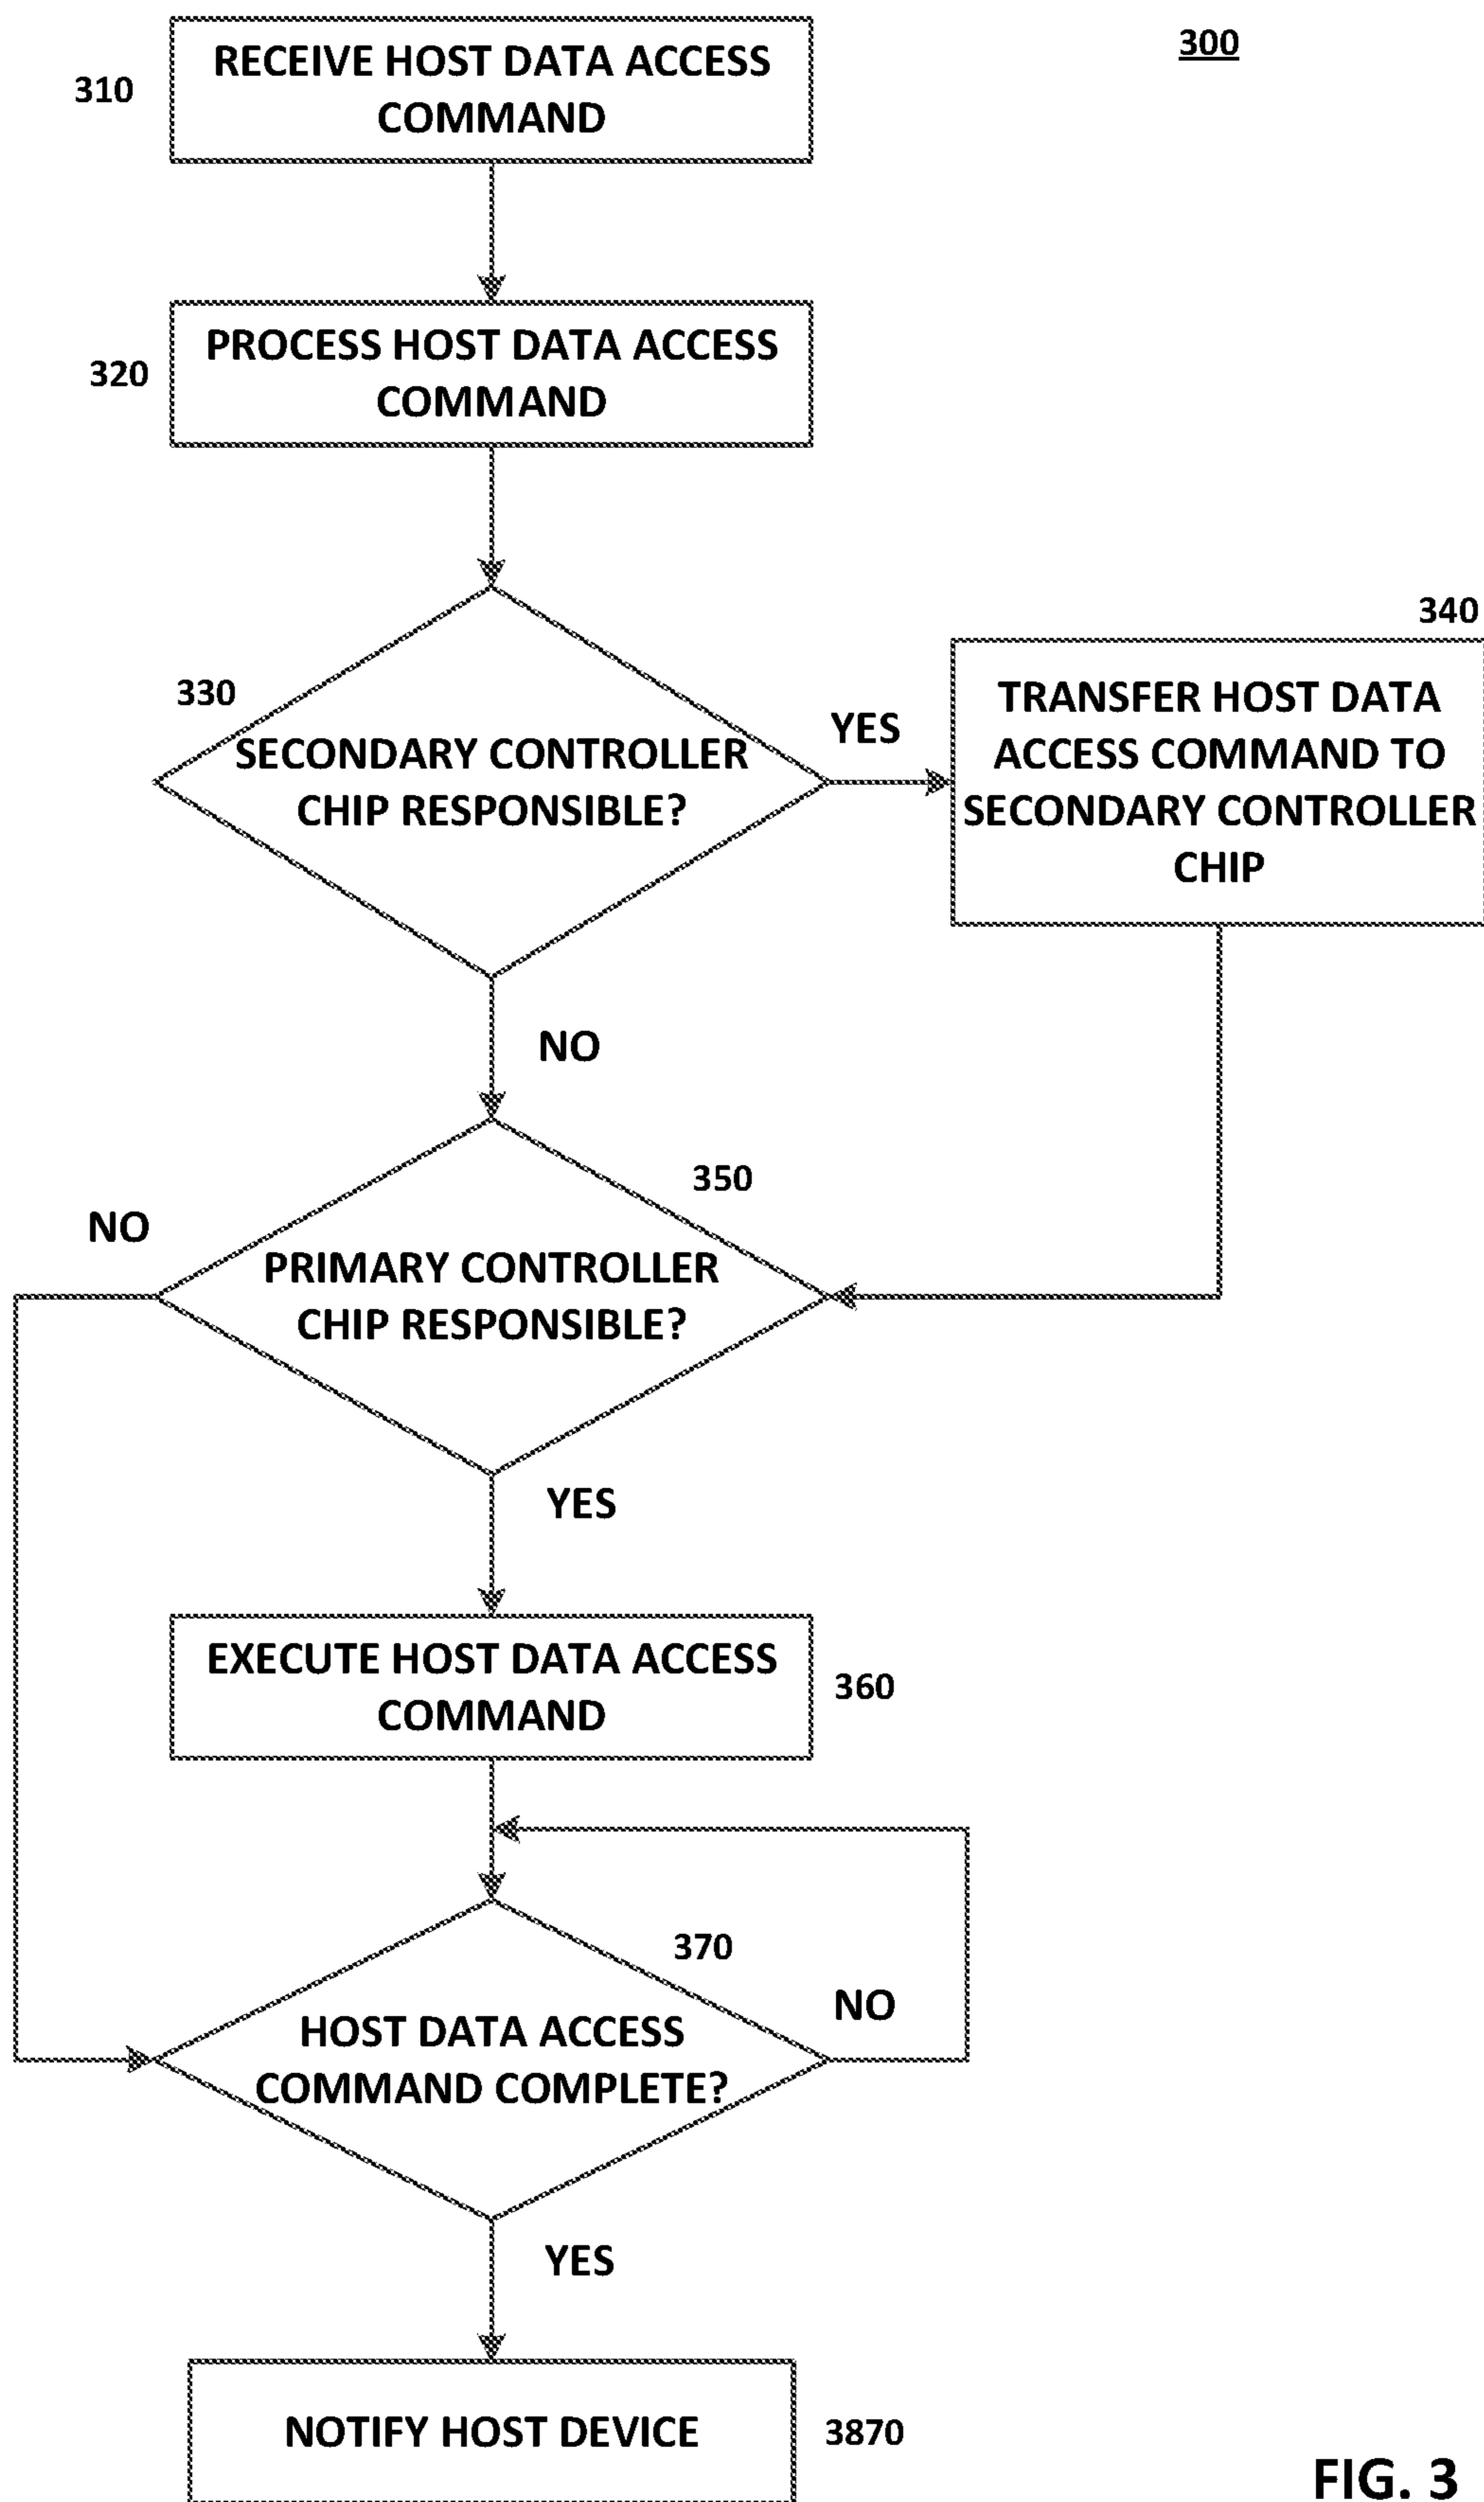 300
310
RECEIVE HOST DATA ACCESS
COMMAND
320
PROCESS HOST DATA ACCESS
COMMAND
330
SECONDARY CONTROLLER
CHIP RESPONSIBLE?
YES
340
TRANSFER HOST DATA
ACCESS COMMAND TO
SECONDARY CONTROLLER
CHIP
NO
350
NO
PRIMARY CONTROLLER
CHIP RESPONSIBLE?
YES
EXECUTE HOST DATA ACCESS
COMMAND
360
370
NO
HOST DATA ACCESS
COMMAND COMPLETE?
YES
NOTIFY HOST DEVICE
3870
FIG. 3